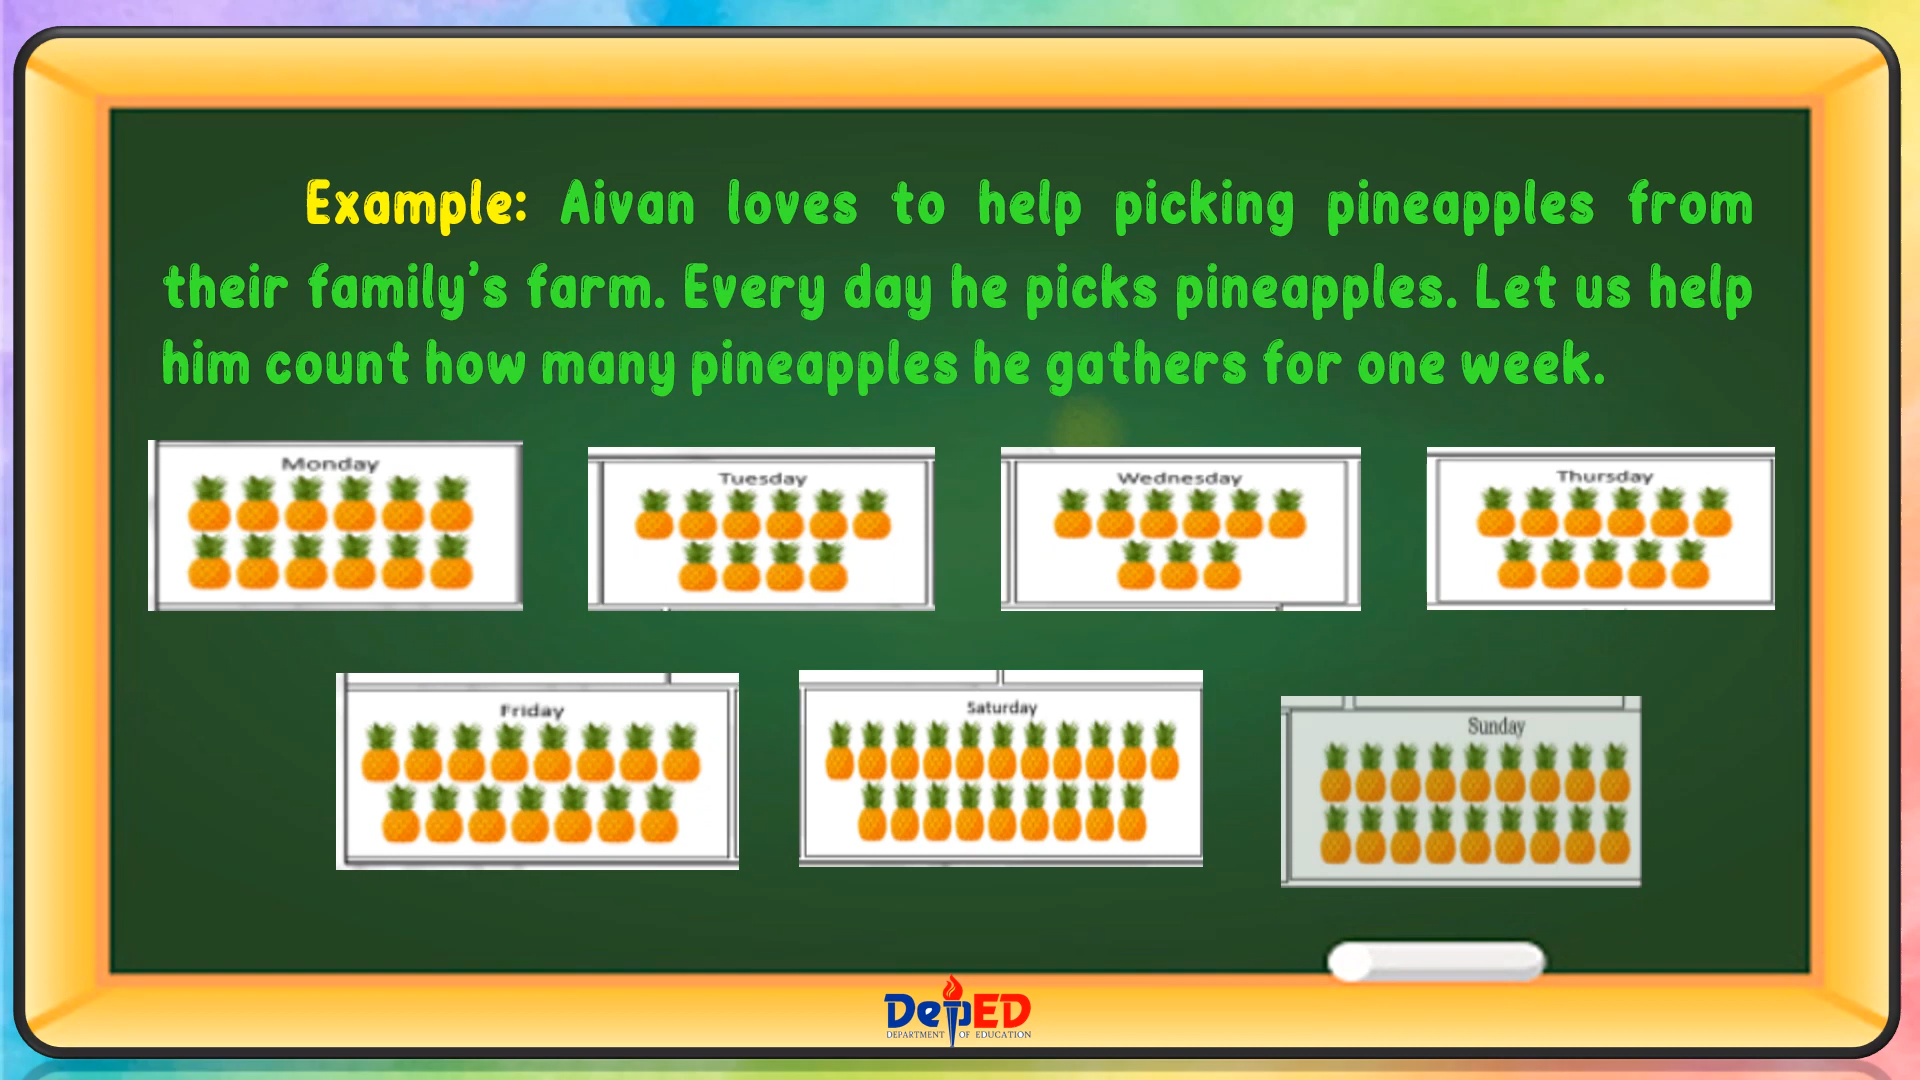 Example: Aivan loves to help picking pineapples from
their family's farm. Every day he picks pineapples. Let us help
him count how many pineapples he gathers for one week.
Monday
Tuesday
Wednesday
Thursday
Friday
Saturday
Sunday
DepED
DEPARTMENT OF EDUCATION